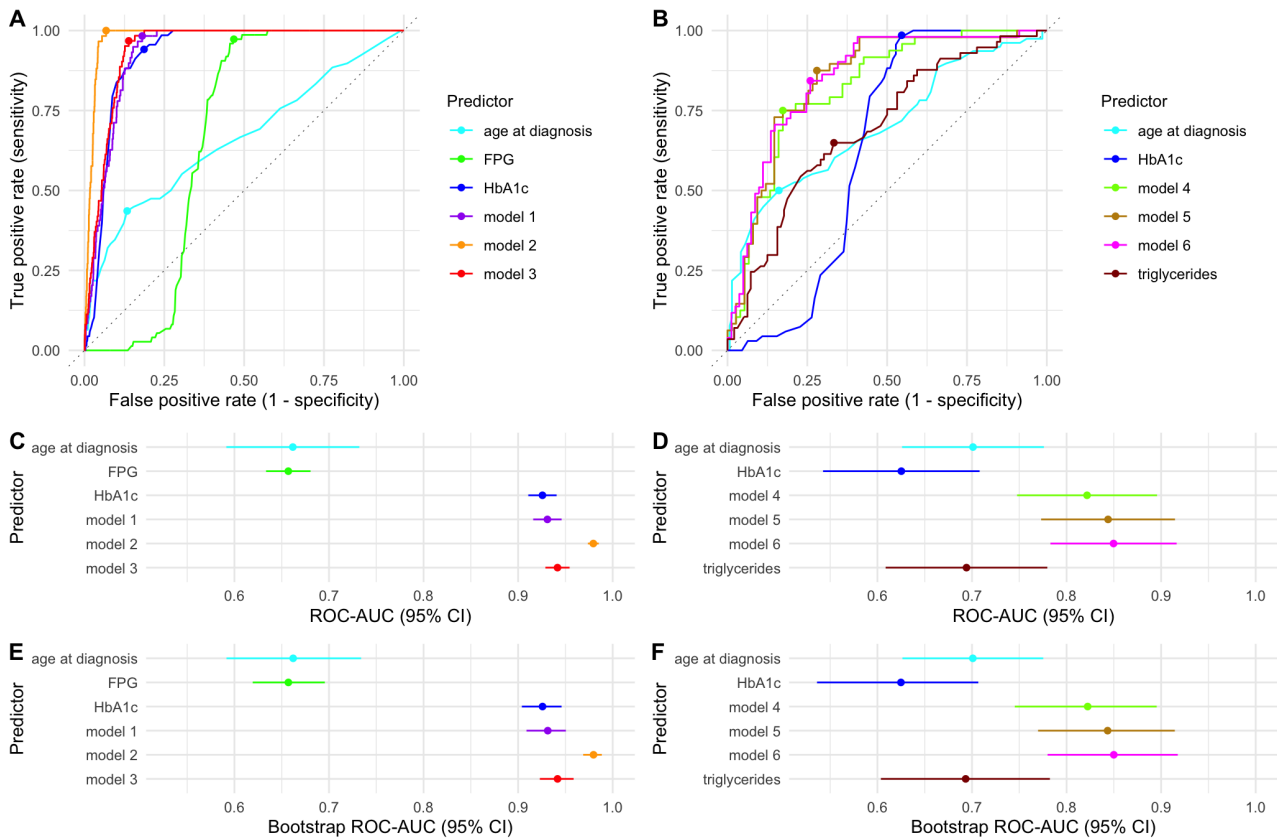 A
True positive rate (sensitivity)
1.00
0.75
0.50
0.25
0.00
0.00 0.25 0.50 0.75 1.00
False positive rate (1 - specificity)
Predictor
age at diagnosis
FPG
HbA1c
model 1
model 2
model 3
B
True positive rate (sensitivity)
1.00
0.75
0.50
0.25
0.00
0.00 0.25 0.50 0.75 1.00
False positive rate (1 - specificity)
Predictor
age at diagnosis
HbA1c
model 4
model 5
model 6
triglycerides
C
Predictor
age at diagnosis
FPG
HbA1c
model 1
model 2
model 3
0.6 0.7 0.8 0.9 1.0
ROC-AUC (95% CI)
D
Predictor
age at diagnosis
HbA1c
model 4
model 5
model 6
triglycerides
0.6 0.7 0.8 0.9 1.0
ROC-AUC (95% CI)
E
Predictor
age at diagnosis
FPG
HbA1c
model 1
model 2
model 3
0.6 0.7 0.8 0.9 1.0
Bootstrap ROC-AUC (95% CI)
F
Predictor
age at diagnosis
HbA1c
model 4
model 5
model 6
triglycerides
0.6 0.7 0.8 0.9 1.0
Bootstrap ROC-AUC (95% CI)